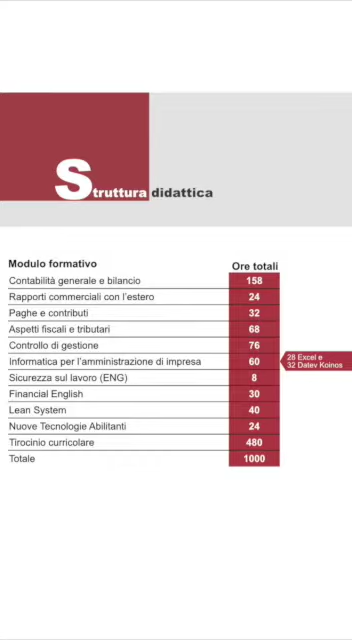 Struttura didattica
Modulo formativo Ore totali
Contabilità generale e bilancio 158
Rapporti commerciali con l'estero 24
Paghe e contributi 32
Aspetti fiscali e tributari 68
Controllo di gestione 76
Informatica per l'amministrazione di impresa 60 28 Excel e
32 Datev Koinos
Sicurezza sul lavoro (ENG) 8
Financial English 30
Lean System 40
Nuove Tecnologie Abilitanti 24
Tirocinio curricolare 480
Totale 1000